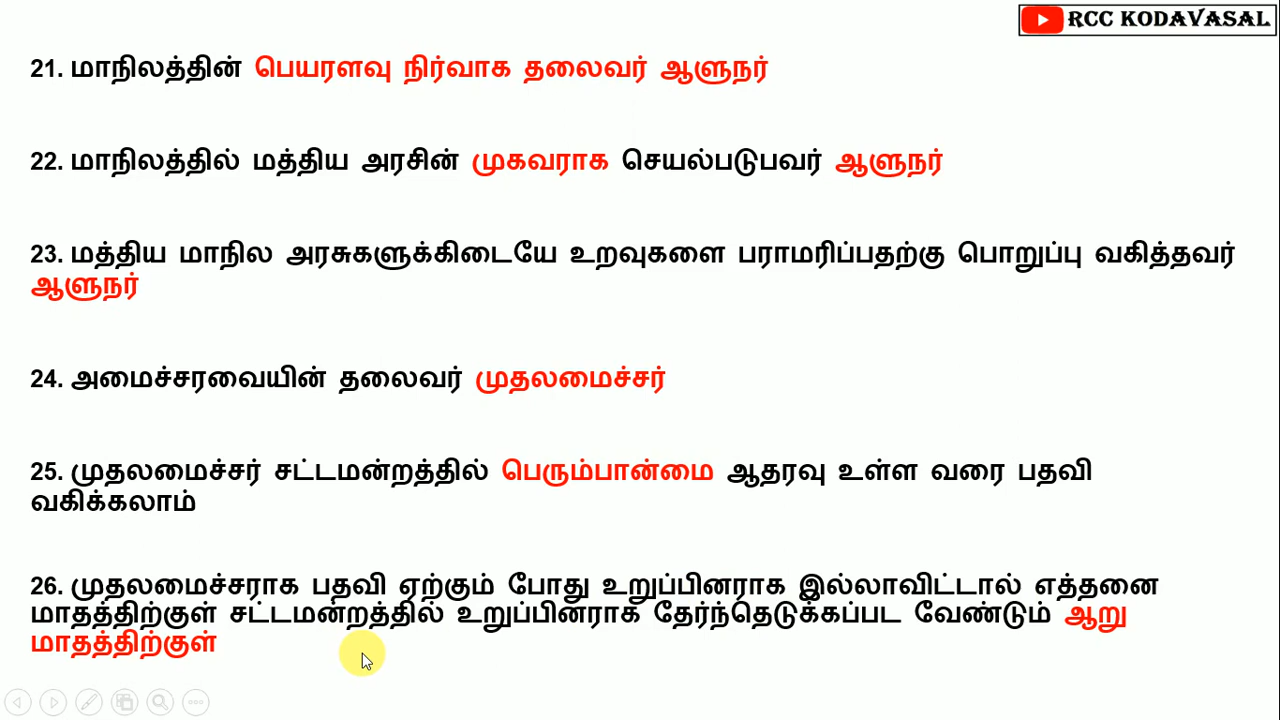 RCC KODAVASAL
21. மாநிலத்தின் பெயரளவு நிர்வாக தலைவர் ஆளுநர்
22. மாநிலத்தில் மத்திய அரசின் முகவராக செயல்படுபவர் ஆளுநர்
23. மத்திய மாநில அரசுகளுக்கிடையே உறவுகளை பராமரிப்பதற்கு பொறுப்பு வகித்தவர்
ஆளுநர்
24. அமைச்சரவையின் தலைவர் முதலமைச்சர்
25. முதலமைச்சர் சட்டமன்றத்தில் பெரும்பான்மை ஆதரவு உள்ள வரை பதவி
வகிக்கலாம்
26. முதலமைச்சராக பதவி ஏற்கும் போது உறுப்பினராக இல்லாவிட்டால் எத்தனை
மாதத்திற்குள் சட்டமன்றத்தில் உறுப்பினராக தேர்ந்தெடுக்கப்பட வேண்டும் ஆறு
மாதத்திற்குள்